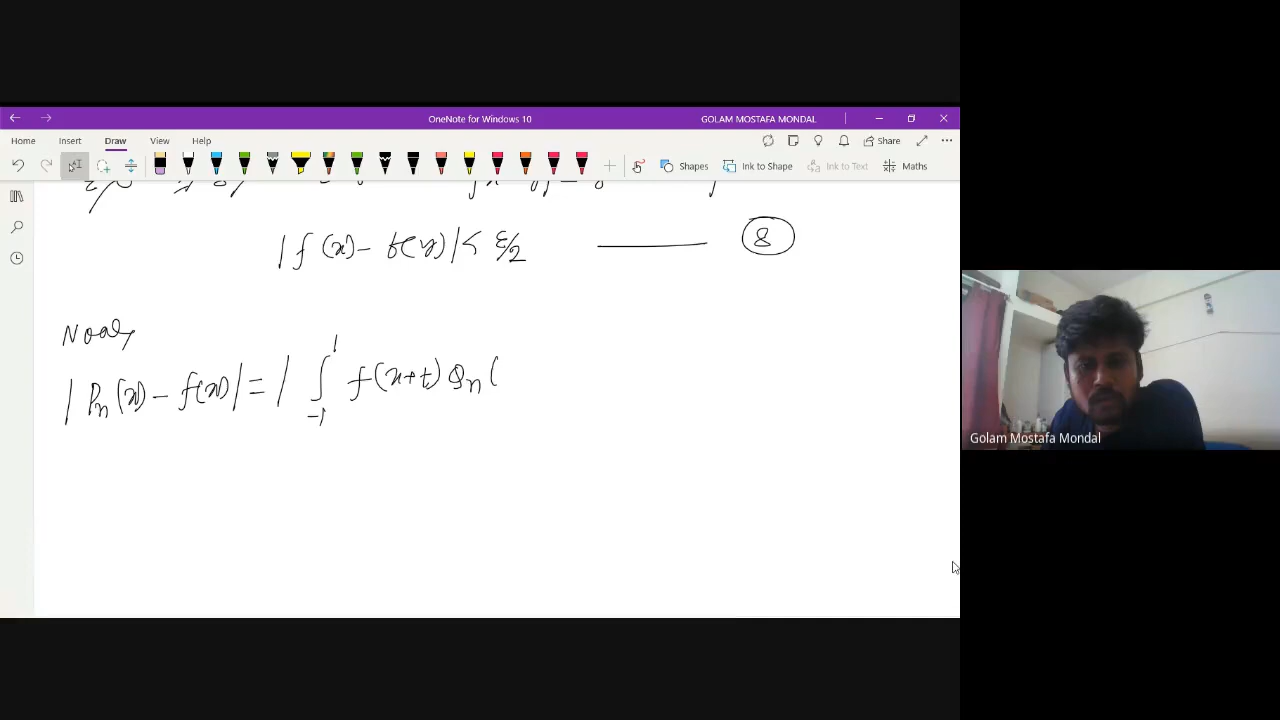 OneNote for Windows 10
GOLAM MOSTAFA MONDAL
Home Insert Draw View Help
Share
Shapes
Ink to Shape
Ink to Text
Maths
|f(x) - f(y)| < ε/2 ——— 8
|Pn(x) - f(x)| = | ∫_{-1}^{1} f(x+t) Qn (
Golam Mostafa Mondal